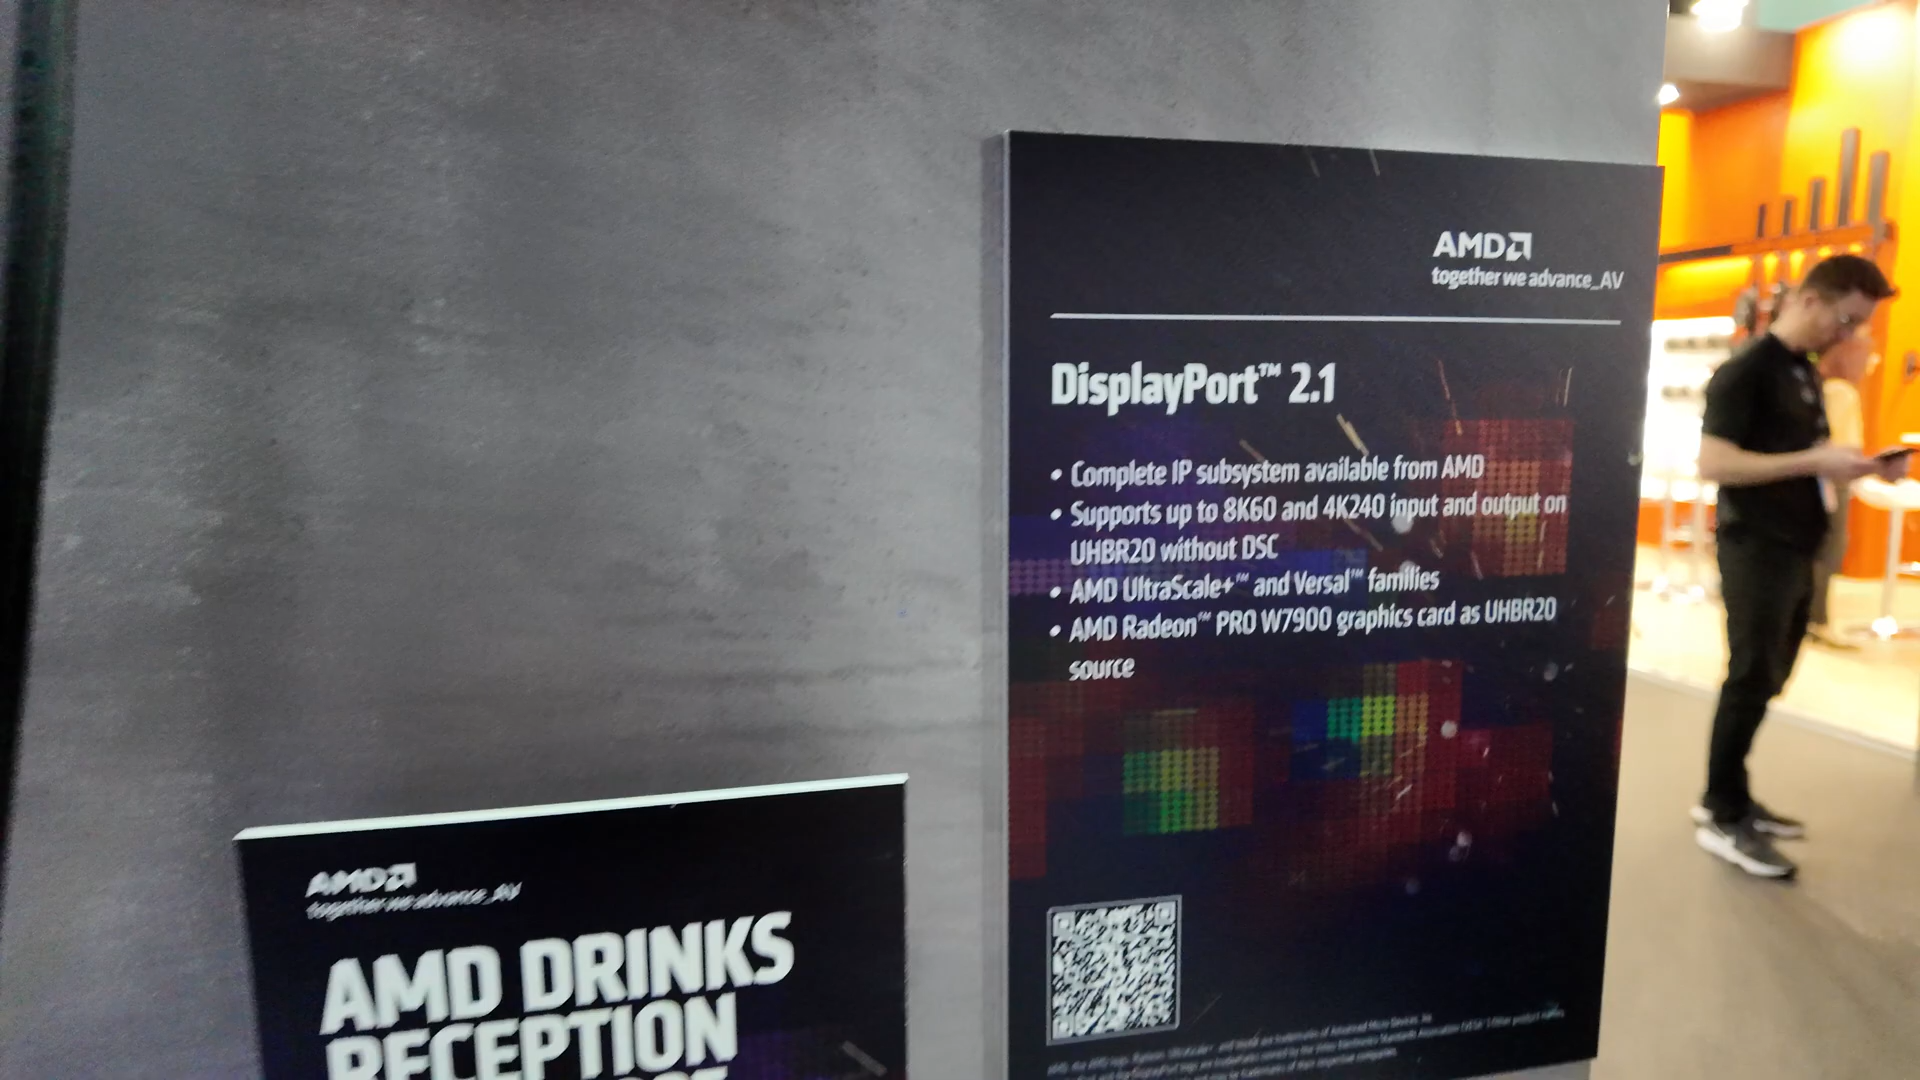 AMD
together we advance_AV
DisplayPort™ 2.1
• Complete IP subsystem available from AMD
• Supports up to 8K60 and 4K240 input and output on
UHBR20 without DSC
• AMD UltraScale+™ and Versal™ families
• AMD Radeon™ PRO W7900 graphics card as UHBR20
source
AMD
together we advance_AV
AMD DRINKS
RECEPTION